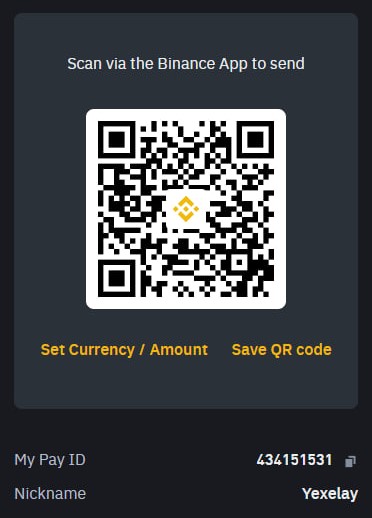 Scan via the Binance App to send
Set Currency / Amount Save QR code
My Pay ID 434151531
Nickname Yexelay